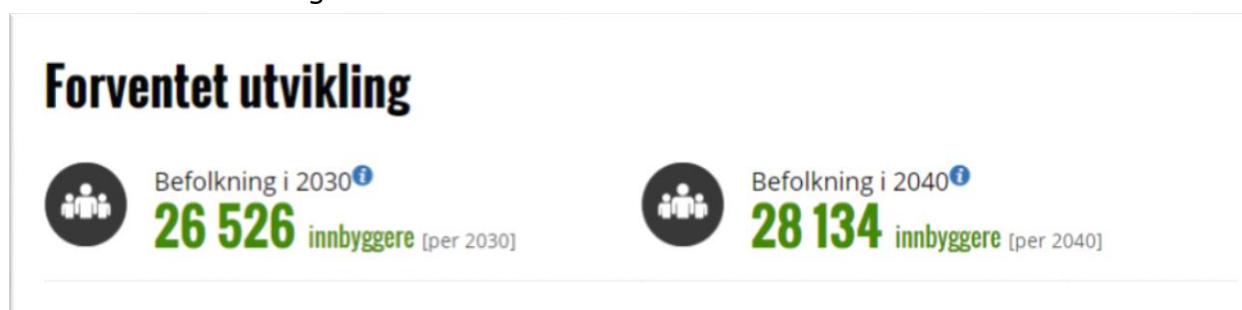 Forventet utvikling
Befolkning i 2030
26 526 innbyggere [per 2030]
Befolkning i 2040
28 134 innbyggere [per 2040]